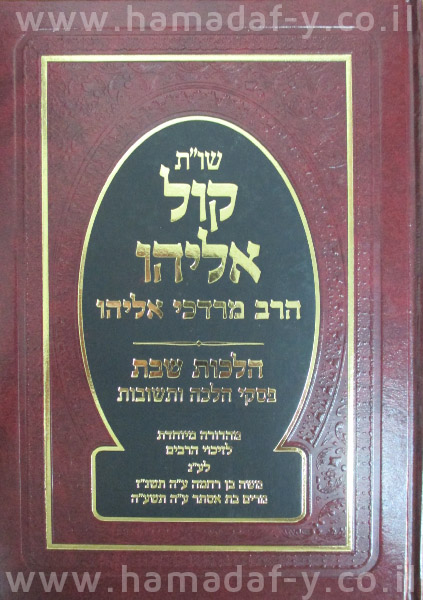 www.hamadaf-y.co.il
שו"ת
קול
אליהו
הרב מרדכי אליהו
הלכות שבת
פסקי הלכה ותשובות
מהדורה מיוחדת
לזיכוי הרבים
לע"נ
משה בן רחמה ע"ה תשנ"ז
מרים בת אסתר ע"ה תשע"ה
www.hamadaf-y.co.il